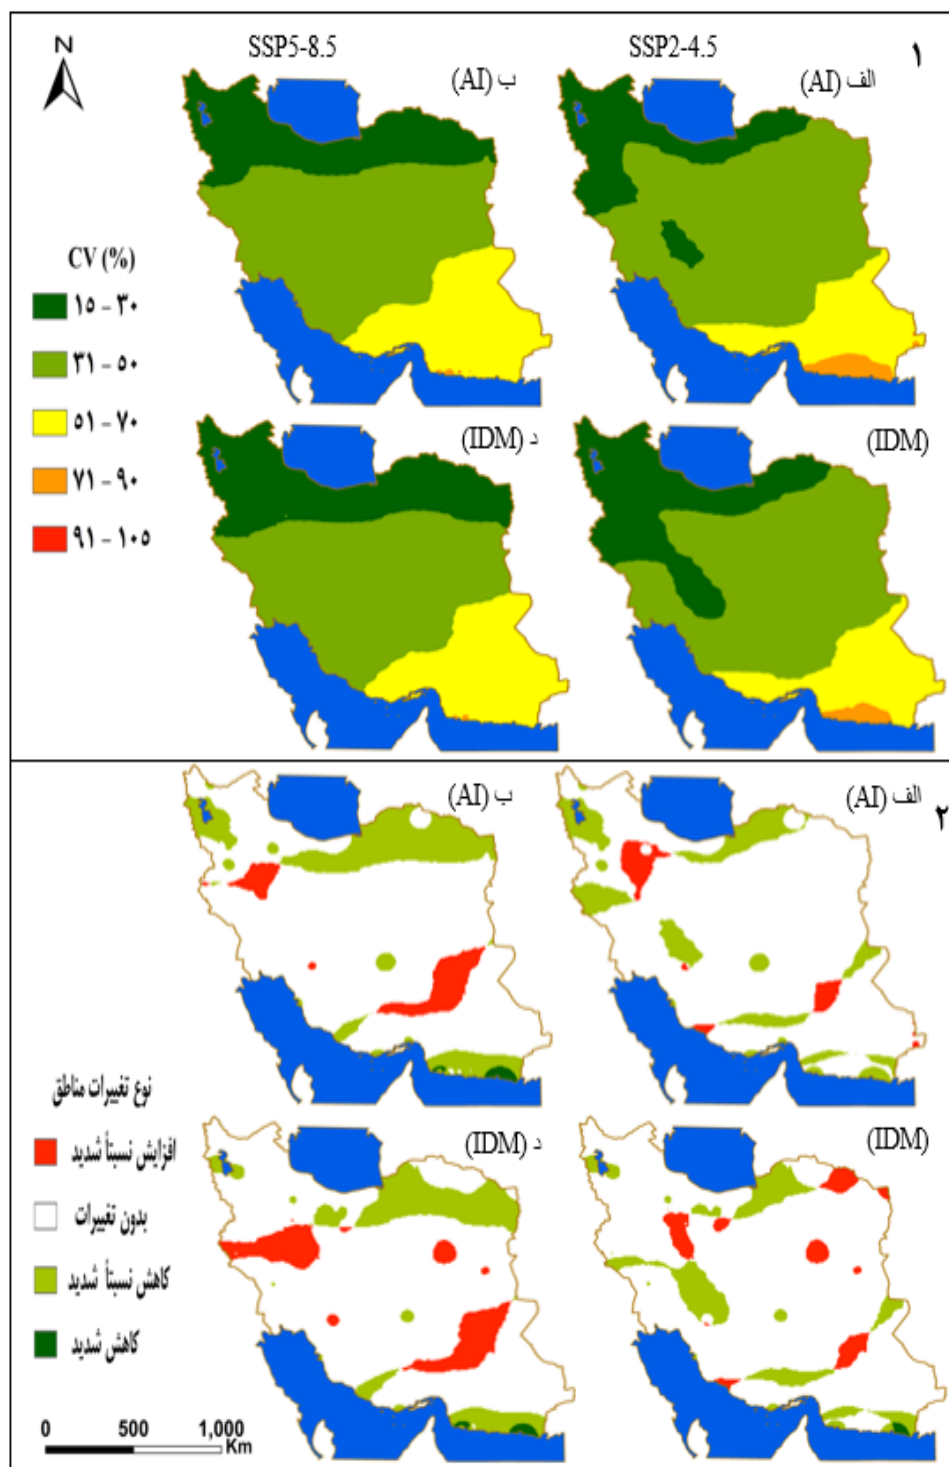 SSP5-8.5
SSP2-4.5
۱
N
ب (AI)
الف (AI)
CV (%)
۱۵ - ۳۰
۳۱ - ۵۰
۵۱ - ۷۰
۷۱ - ۹۰
۹۱ - ۱۰۵
د (IDM)
(IDM)
ب (AI)
الف (AI)
۲
نوع تغییرات مناطق
افزایش نسبتاً شدید
بدون تغییرات
کاهش نسبتاً شدید
کاهش شدید
د (IDM)
(IDM)
0 500 1,000
Km